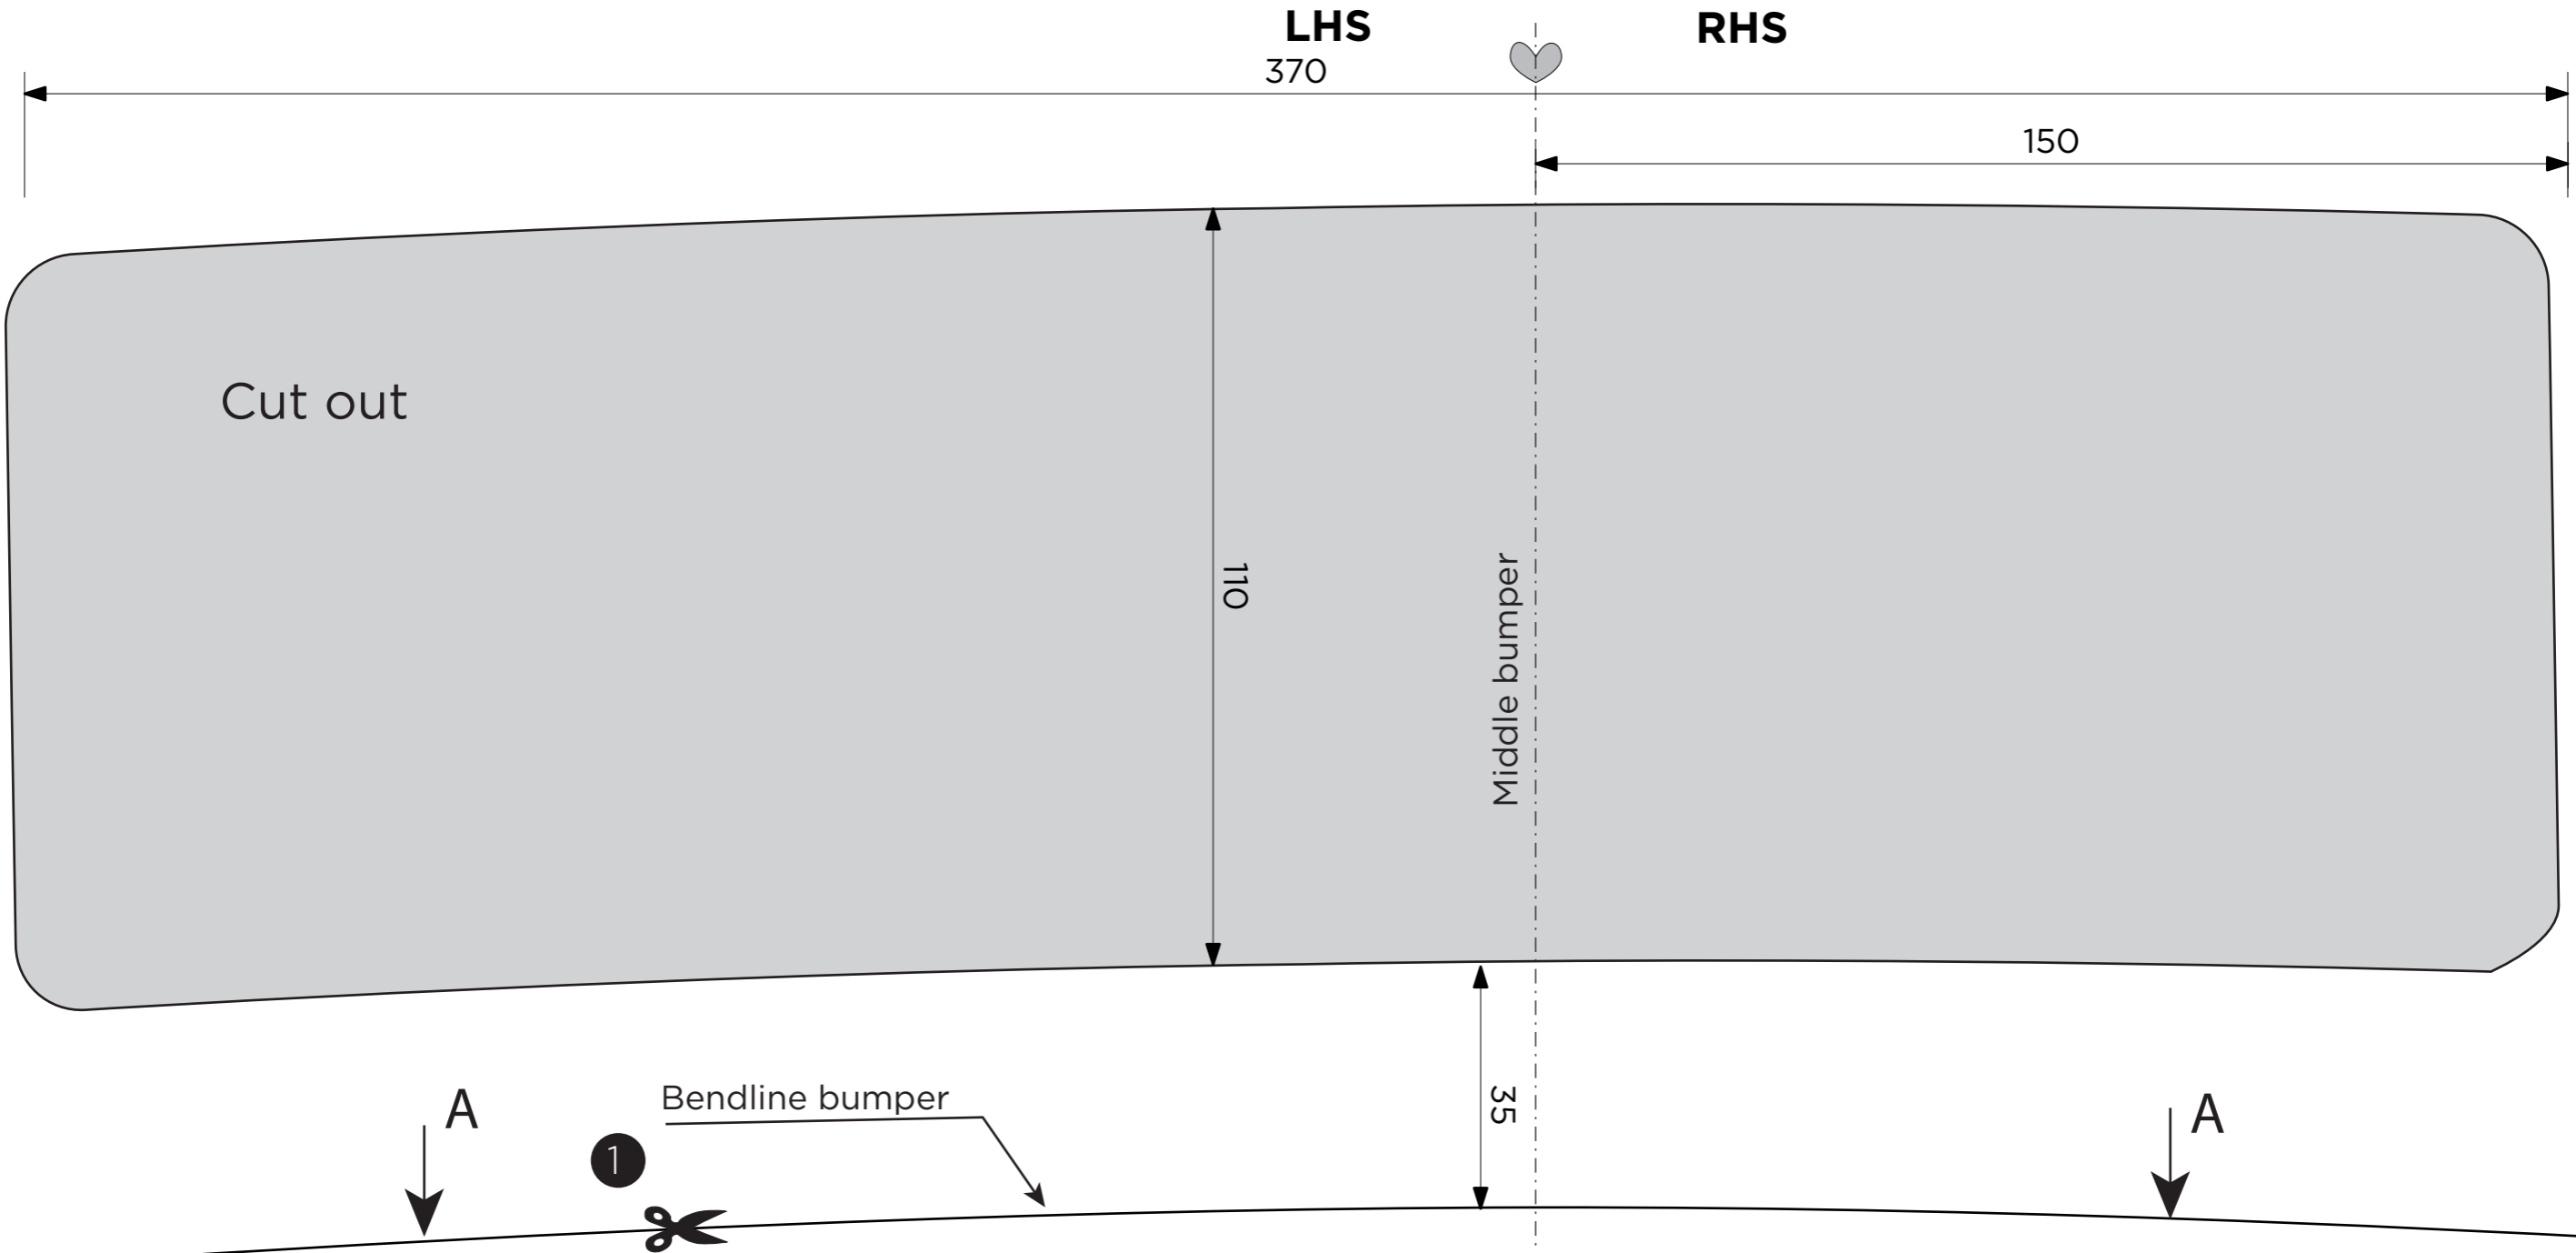 LHS
RHS
370
150
Cut out
110
Middle bumper
35
A
Bendline bumper
A
1